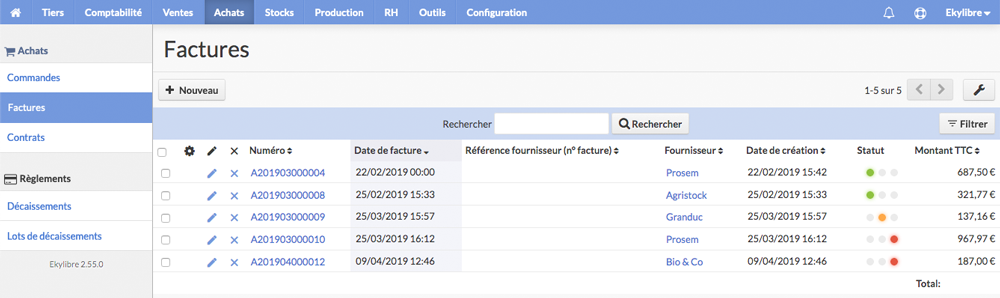 Tiers Comptabilité Ventes Achats Stocks Production RH Outils Configuration Ekylibre
Achats
Commandes
Factures
Contrats
Règlements
Décaissements
Lots de décaissements
Ekylibre 2.55.0
Factures
Nouveau 1-5 sur 5
Rechercher Rechercher Filtrer
Numéro Date de facture Référence fournisseur (n° facture) Fournisseur Date de création Statut Montant TTC
A201903000004 22/02/2019 00:00 Prosem 22/02/2019 15:42 687,50 €
A201903000008 25/02/2019 15:33 Agristock 25/02/2019 15:33 321,77 €
A201903000009 25/03/2019 15:57 Granduc 25/03/2019 15:57 137,16 €
A201903000010 25/03/2019 16:12 Prosem 25/03/2019 16:12 967,97 €
A201904000012 09/04/2019 12:46 Bio & Co 09/04/2019 12:46 187,00 €
Total: